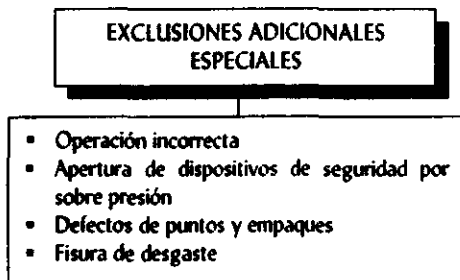 EXCLUSIONES ADICIONALES
ESPECIALES
▪ Operación incorrecta
▪ Apertura de dispositivos de seguridad por
sobre presión
▪ Defectos de puntos y empaques
▪ Fisura de desgaste